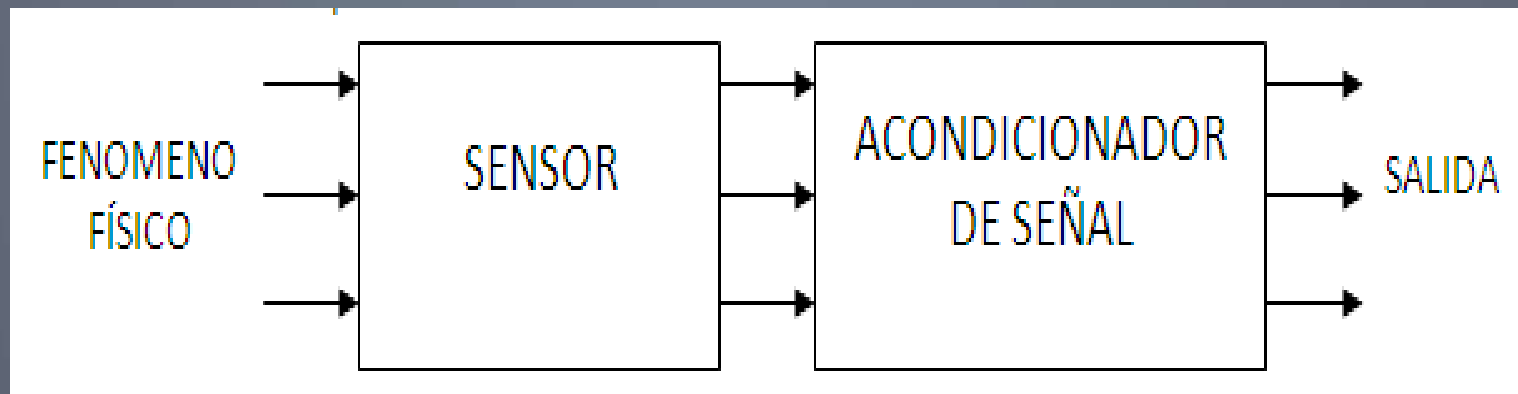 FENOMENO
FÍSICO
SENSOR
ACONDICIONADOR
DE SEÑAL
SALIDA